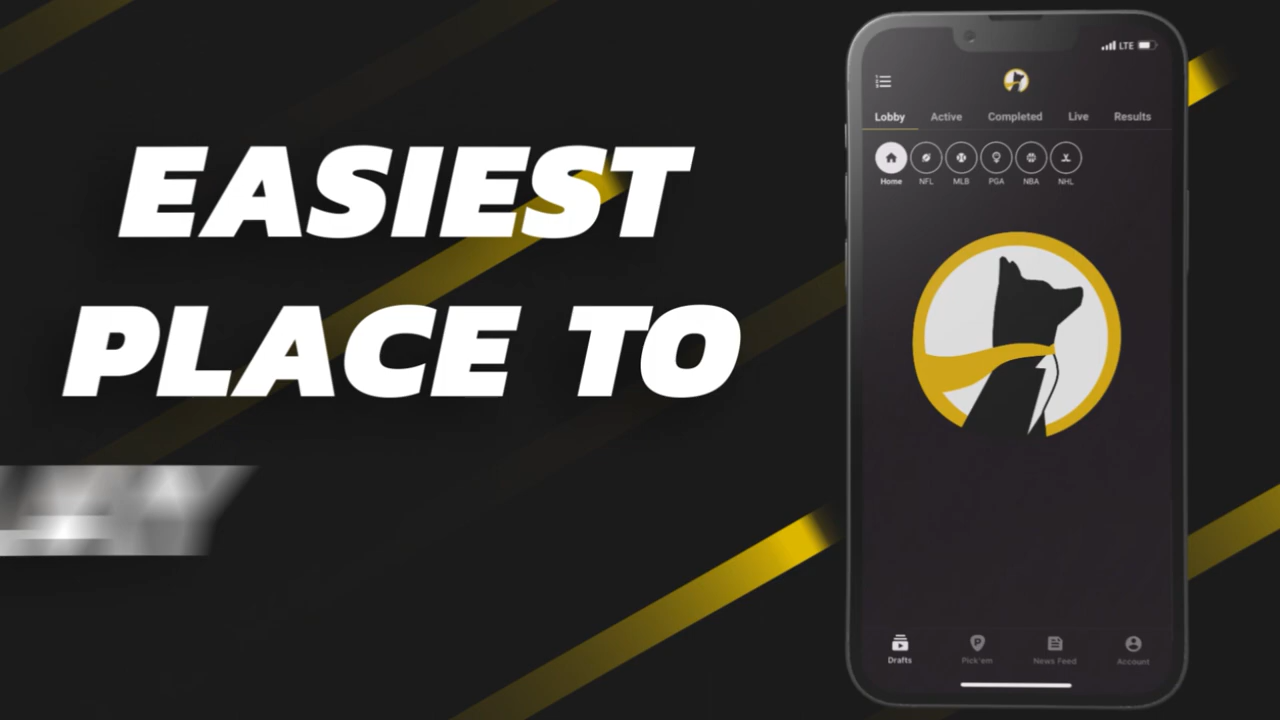 EASIEST
PLACE TO
LTE
Lobby Active Completed Live Results
Home NFL MLB PGA NBA NHL
Drafts Pick'em News Feed Account